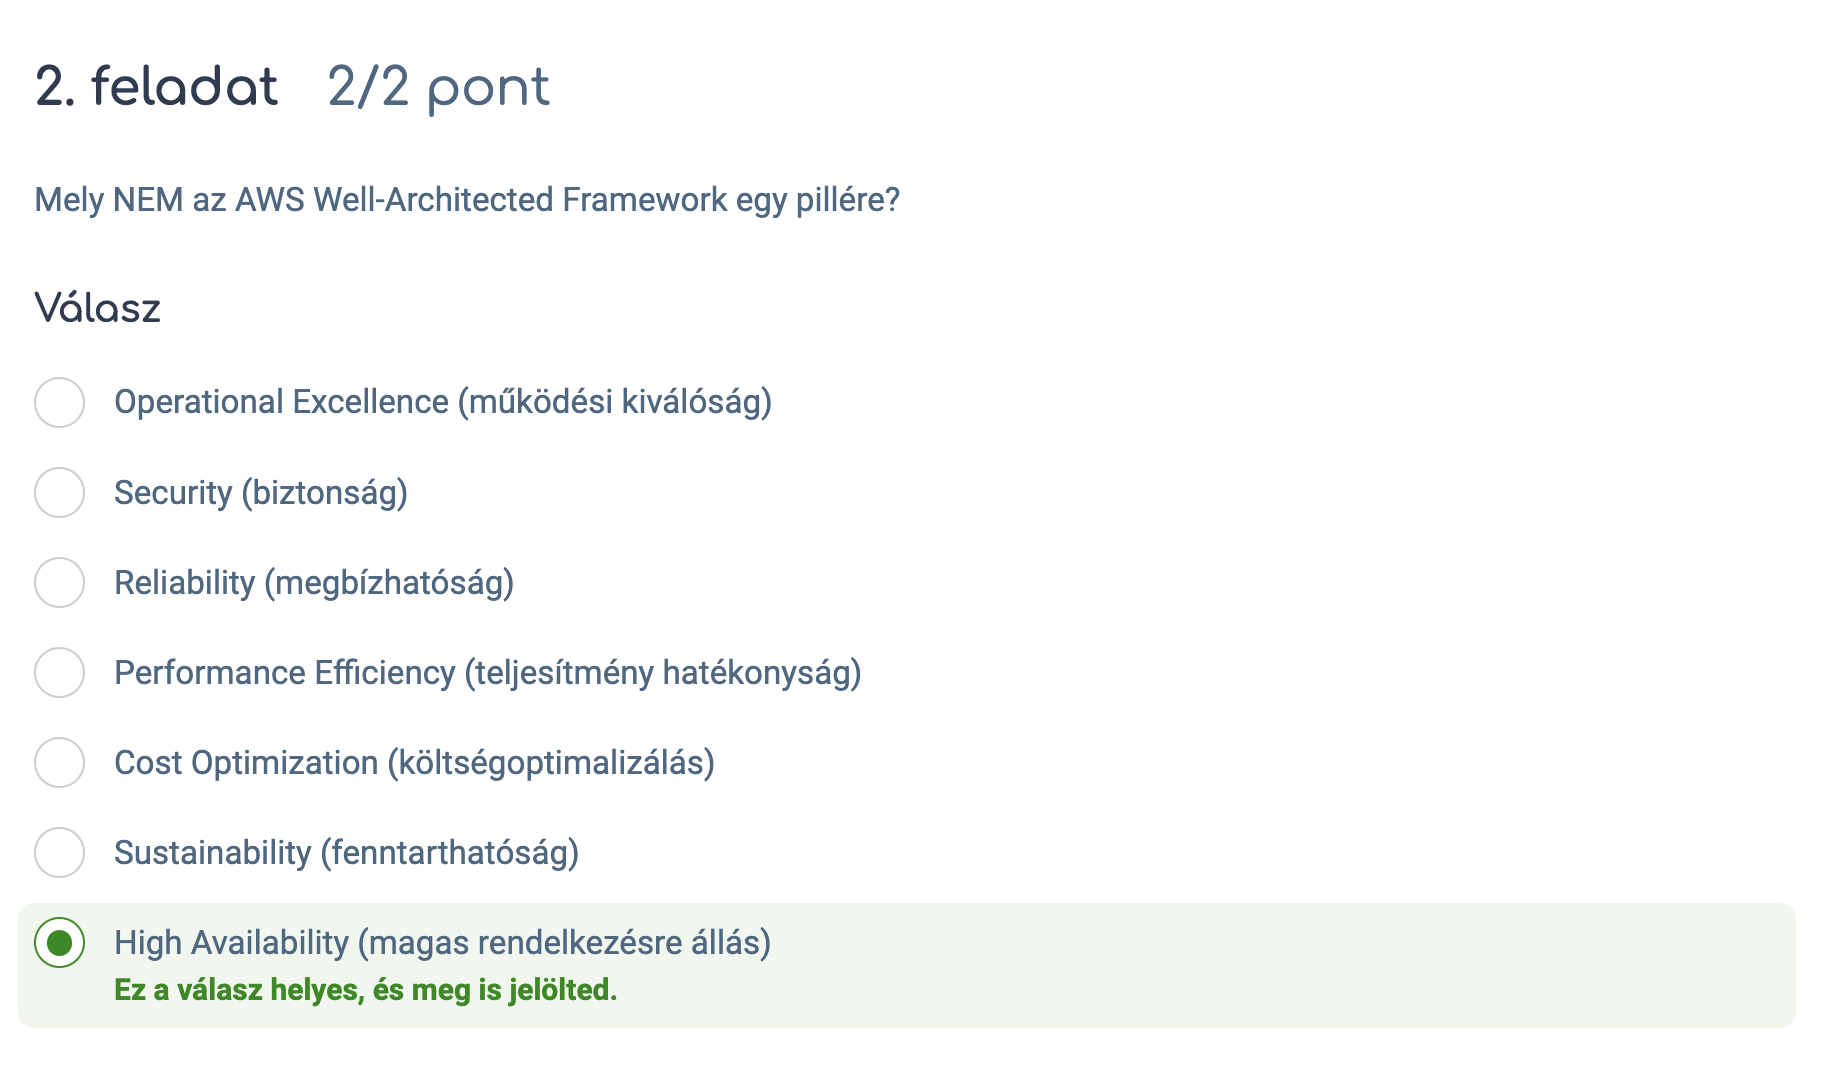 2. feladat 2/2 pont
Mely NEM az AWS Well-Architected Framework egy pillére?
Válasz
Operational Excellence (működési kiválóság)
Security (biztonság)
Reliability (megbízhatóság)
Performance Efficiency (teljesítmény hatékonyság)
Cost Optimization (költségoptimalizálás)
Sustainability (fenntarthatóság)
High Availability (magas rendelkezésre állás)
Ez a válasz helyes, és meg is jelölted.